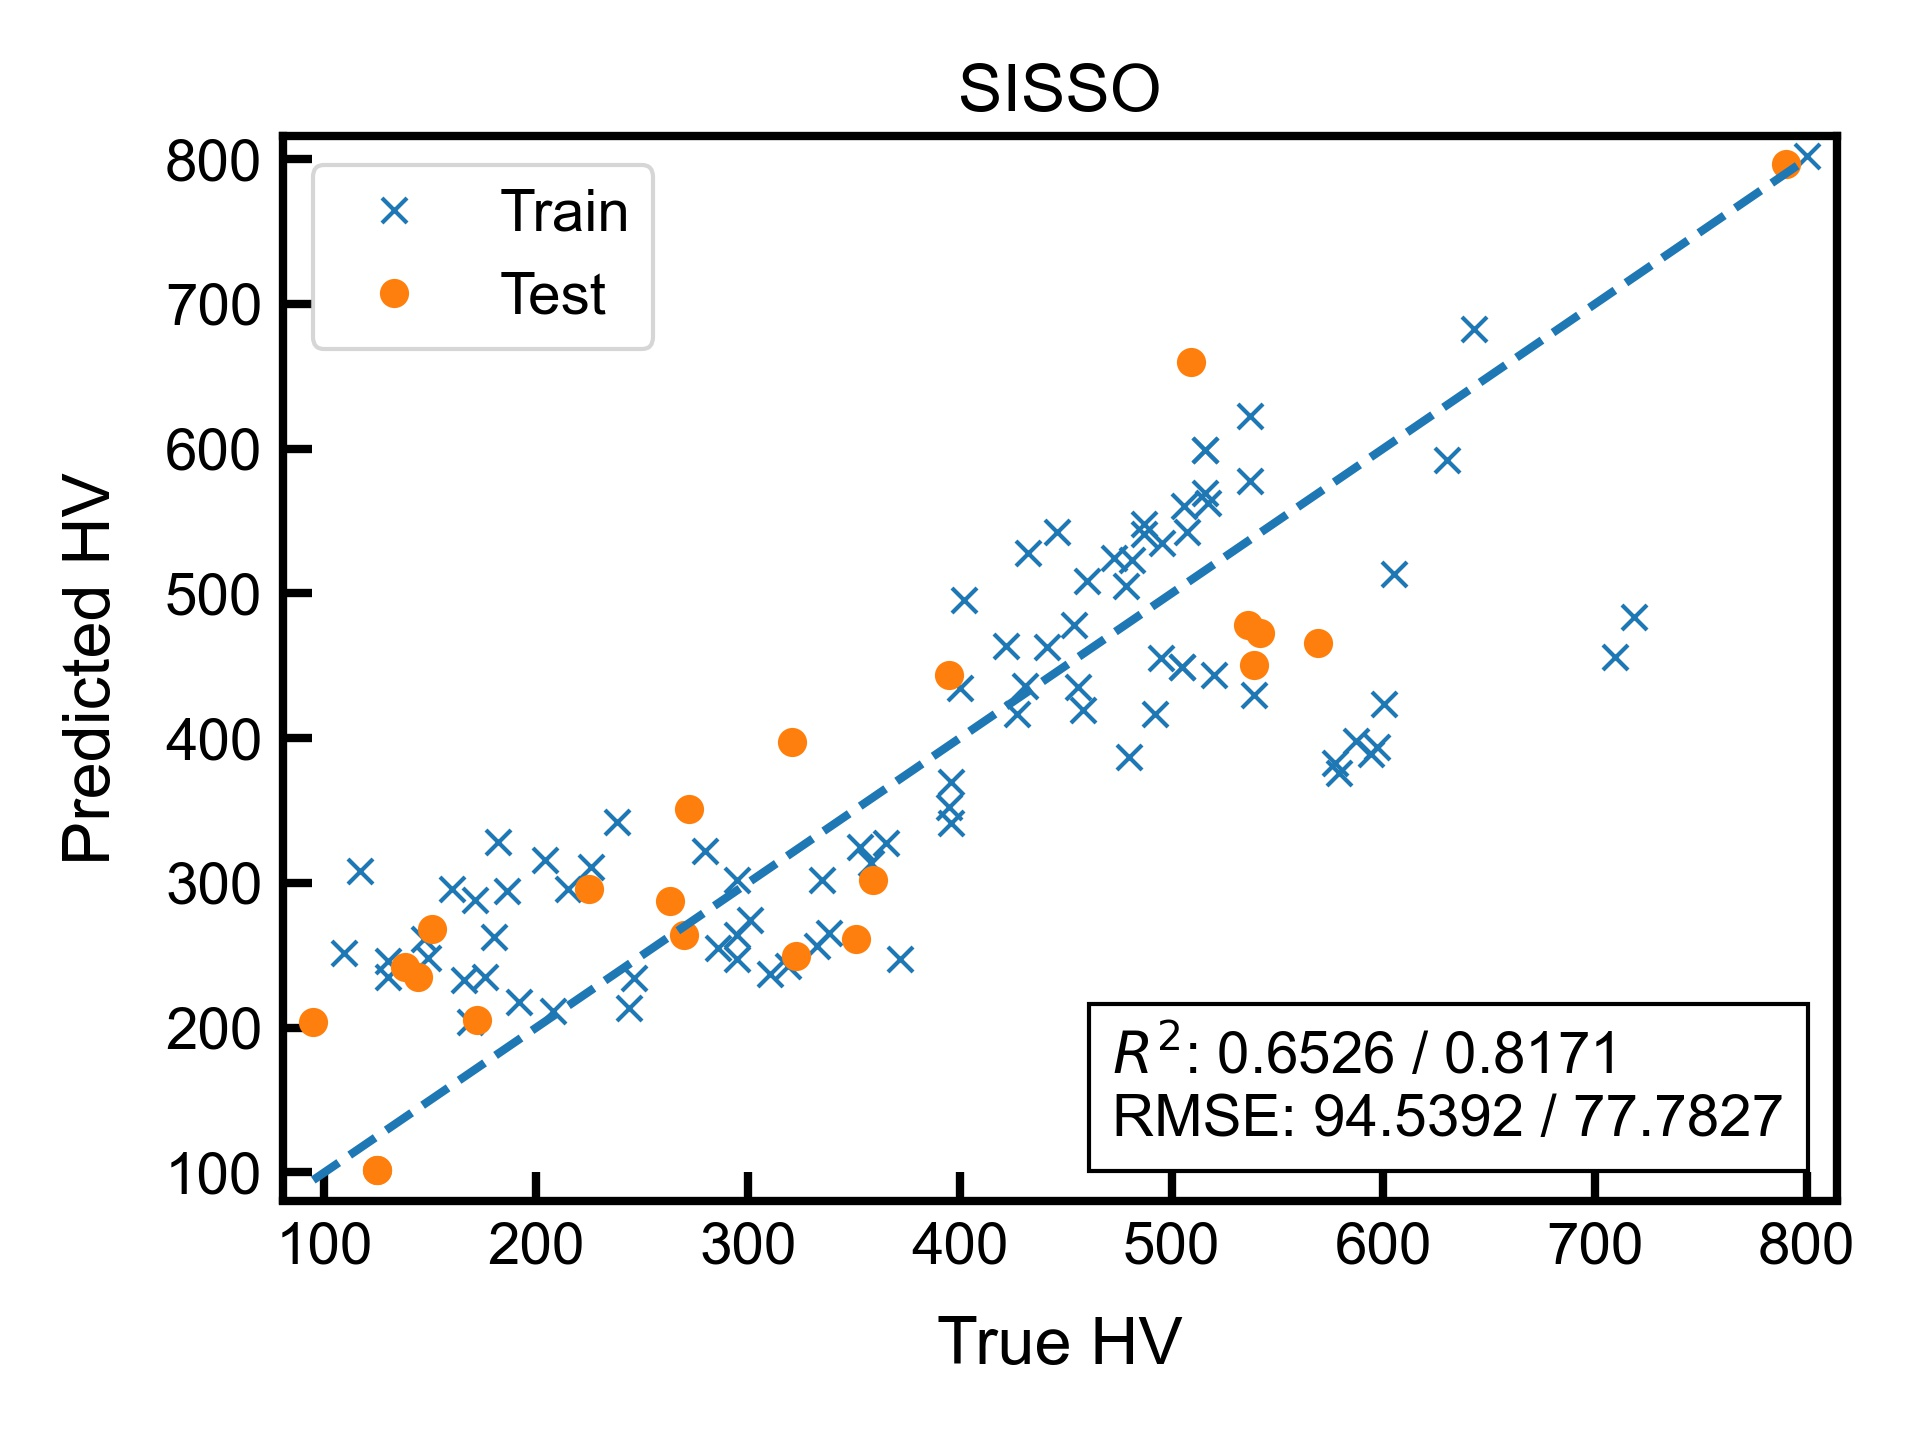 SISSO
800
700
600
500
400
300
200
100
Predicted HV
Train
Test
R²: 0.6526 / 0.8171
RMSE: 94.5392 / 77.7827
100 200 300 400 500 600 700 800
True HV